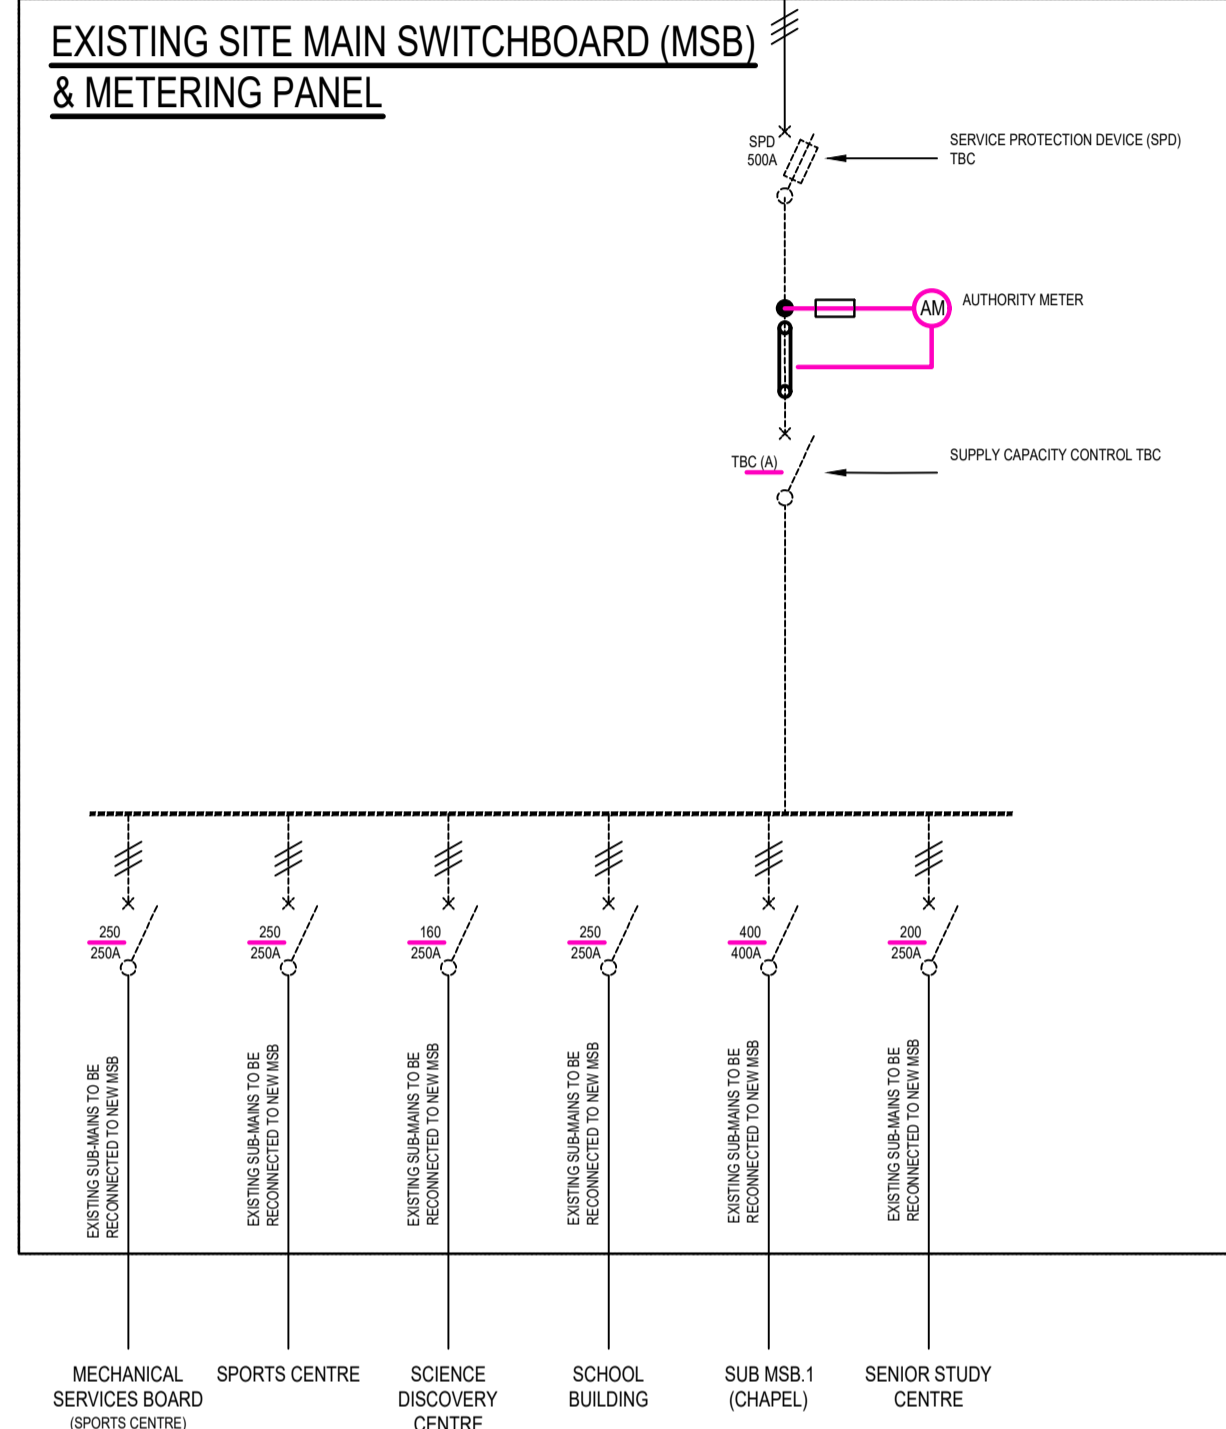 EXISTING SITE MAIN SWITCHBOARD (MSB)
& METERING PANEL
SPD
500A
SERVICE PROTECTION DEVICE (SPD)
TBC
AM
AUTHORITY METER
TBC (A)
SUPPLY CAPACITY CONTROL TBC
250
250A
250
250A
160
250A
250
250A
400
400A
200
250A
EXISTING SUB-MAINS TO BE
RECONNECTED TO NEW MSB
EXISTING SUB-MAINS TO BE
RECONNECTED TO NEW MSB
EXISTING SUB-MAINS TO BE
RECONNECTED TO NEW MSB
EXISTING SUB-MAINS TO BE
RECONNECTED TO NEW MSB
EXISTING SUB-MAINS TO BE
RECONNECTED TO NEW MSB
EXISTING SUB-MAINS TO BE
RECONNECTED TO NEW MSB
MECHANICAL
SERVICES BOARD
(SPORTS CENTRE)
SPORTS CENTRE
SCIENCE
DISCOVERY
CENTRE
SCHOOL
BUILDING
SUB MSB.1
(CHAPEL)
SENIOR STUDY
CENTRE